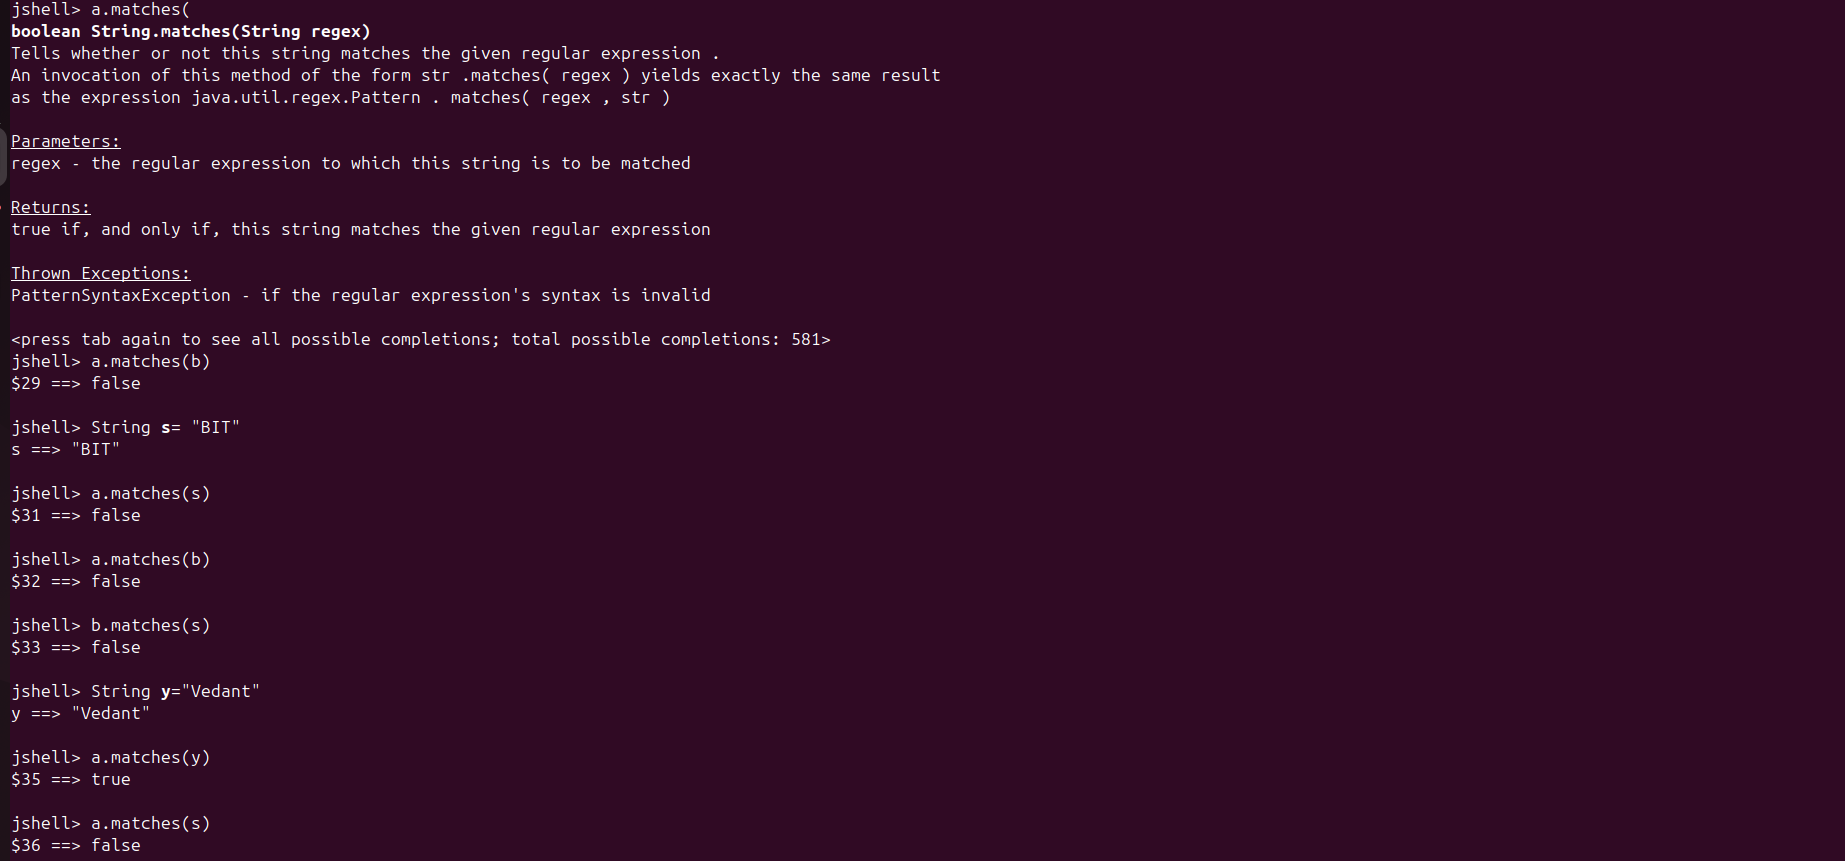 jshell> a.matches(
boolean String.matches(String regex)
Tells whether or not this string matches the given regular expression .
An invocation of this method of the form str .matches( regex ) yields exactly the same result
as the expression java.util.regex.Pattern . matches( regex , str )
Parameters:
regex - the regular expression to which this string is to be matched
Returns:
true if, and only if, this string matches the given regular expression
Thrown Exceptions:
PatternSyntaxException - if the regular expression's syntax is invalid
<press tab again to see all possible completions; total possible completions: 581>
jshell> a.matches(b)
$29 ==> false
jshell> String s= "BIT"
s ==> "BIT"
jshell> a.matches(s)
$31 ==> false
jshell> a.matches(b)
$32 ==> false
jshell> b.matches(s)
$33 ==> false
jshell> String y="Vedant"
y ==> "Vedant"
jshell> a.matches(y)
$35 ==> true
jshell> a.matches(s)
$36 ==> false